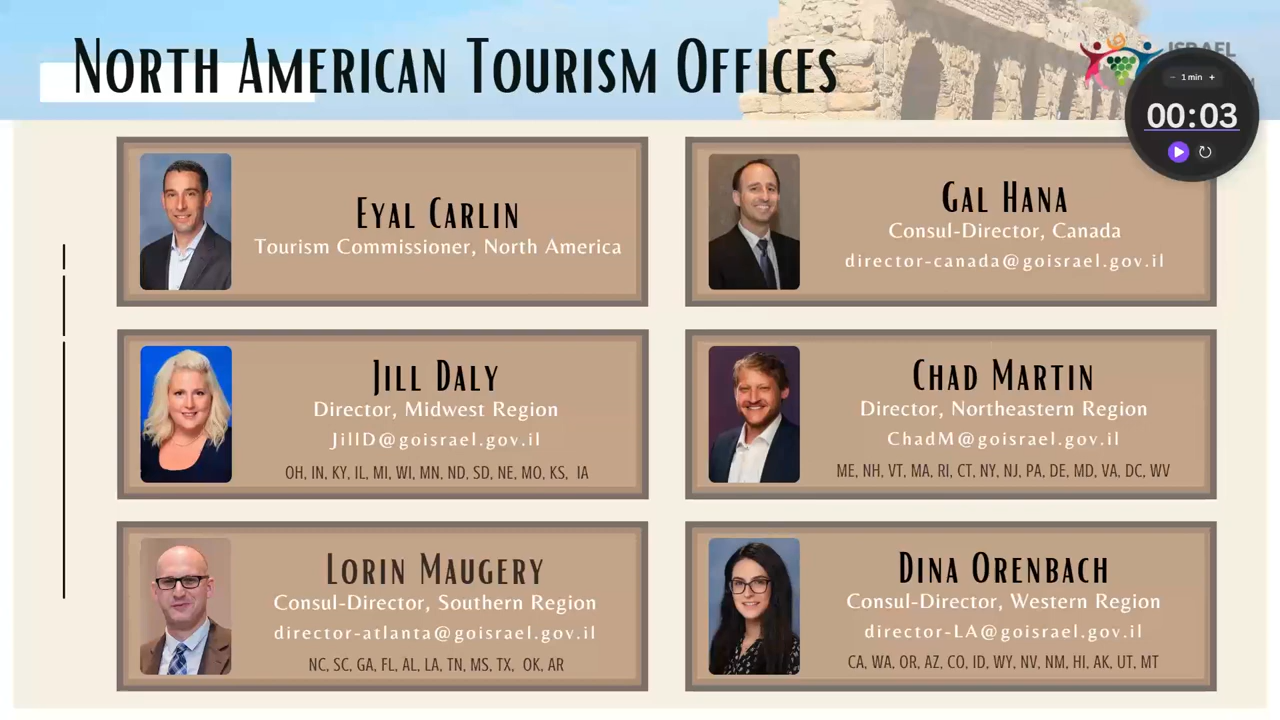 North American Tourism Offices
ISRAEL
− 1 min +
00:03
Eyal Carlin
Tourism Commissioner, North America
Gal Hana
Consul-Director, Canada
director-canada@goisrael.gov.il
Jill Daly
Director, Midwest Region
JillD@goisrael.gov.il
OH, IN, KY, IL, MI, WI, MN, ND, SD, NE, MO, KS, IA
Chad Martin
Director, Northeastern Region
ChadM@goisrael.gov.il
ME, NH, VT, MA, RI, CT, NY, NJ, PA, DE, MD, VA, DC, WV
Lorin Maugery
Consul-Director, Southern Region
director-atlanta@goisrael.gov.il
NC, SC, GA, FL, AL, LA, TN, MS, TX, OK, AR
Dina Orenbach
Consul-Director, Western Region
director-LA@goisrael.gov.il
CA, WA, OR, AZ, CO, ID, WY, NV, NM, HI, AK, UT, MT